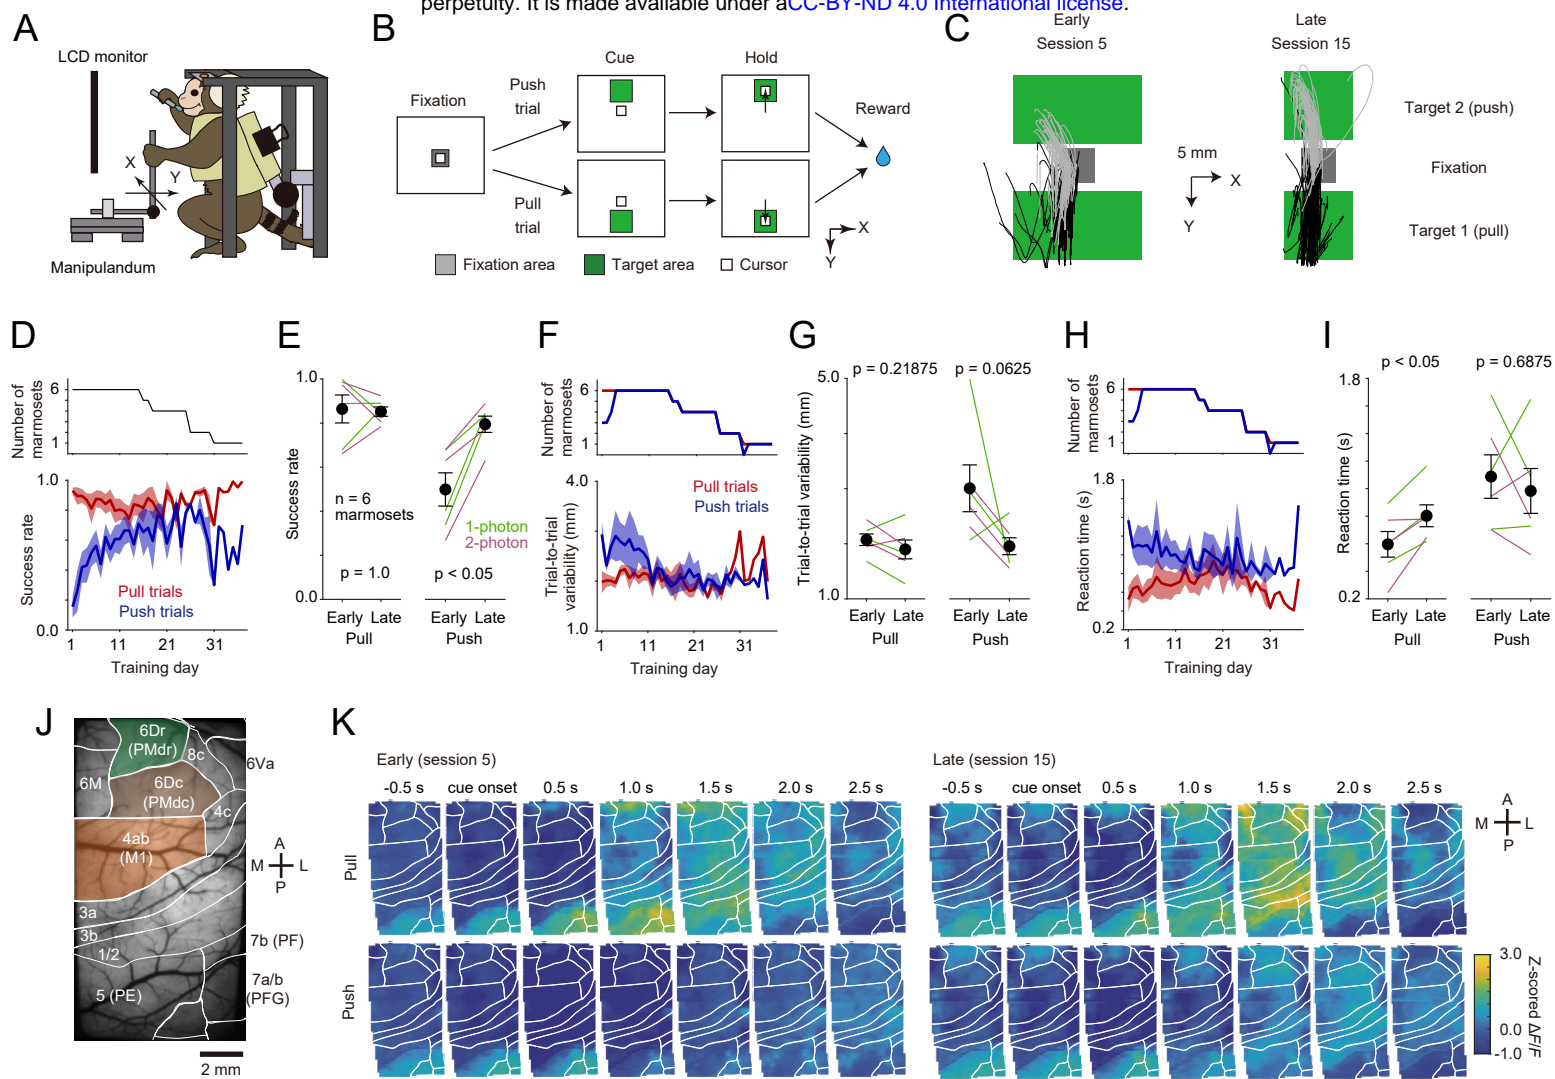 perpetuity. It is made available under aCC-BY-ND 4.0 International license.
A
LCD monitor
X
Y
Manipulandum
B
Cue
Hold
Push
trial
Fixation
Reward
Pull
trial
X
Y
Fixation area
Target area
Cursor
C
Early
Session 5
Late
Session 15
Target 2 (push)
5 mm
X
Y
Fixation
Target 1 (pull)
D
Number of
marmosets
6
1
1.0
Success rate
0.0
Pull trials
Push trials
1
11
21
31
Training day
E
1.0
Success rate
0.0
n = 6
marmosets
1-photon
2-photon
p = 1.0
p < 0.05
Early Late
Pull
Early Late
Push
F
Number of
marmosets
6
1
4.0
Trial-to-trial
variability (mm)
1.0
Pull trials
Push trials
1
11
21
31
Training day
G
p = 0.21875
p = 0.0625
5.0
Trial-to-trial variability (mm)
1.0
Early Late
Pull
Early Late
Push
H
Number of
marmosets
6
1
1.8
Reaction time (s)
0.2
1
11
21
31
Training day
I
p < 0.05
p = 0.6875
1.8
Reaction time (s)
0.2
Early Late
Pull
Early Late
Push
J
6Dr
(PMdr)
8c
6Va
6M
6Dc
(PMdc)
4c
4ab
(M1)
A
M
L
P
3a
3b
1/2
7b (PF)
5 (PE)
7a/b
(PFG)
2 mm
K
Early (session 5)
-0.5 s
cue onset
0.5 s
1.0 s
1.5 s
2.0 s
2.5 s
Late (session 15)
-0.5 s
cue onset
0.5 s
1.0 s
1.5 s
2.0 s
2.5 s
A
M
L
P
Pull
Push
3.0
0.0
-1.0
Z-scored ΔF/F